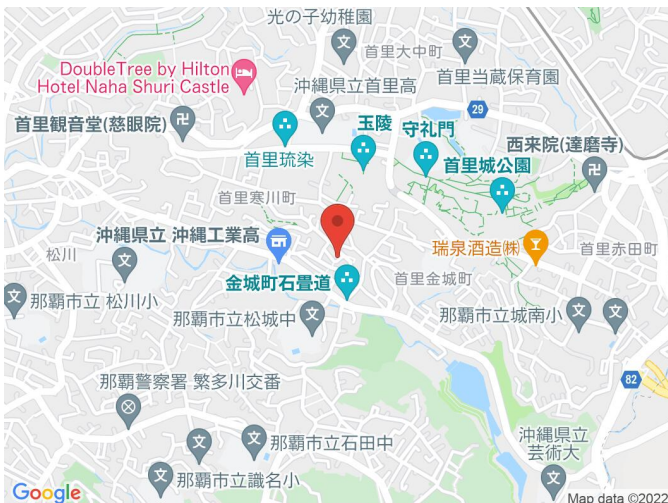 光の子幼稚園
DoubleTree by Hilton
Hotel Naha Shuri Castle
首里大中町
首里当蔵保育園
沖縄県立首里高
29
首里観音堂(慈眼院)
首里琉染
玉陵
守礼門
首里城公園
西来院(達磨寺)
首里寒川町
松川
沖縄県立 沖縄工業高
瑞泉酒造㈱
首里赤田町
首里金城町
金城町石畳道
那覇市立 松川小
那覇市立松城中
那覇市立城南小
82
那覇警察署 繁多川交番
那覇市立石田中
沖縄県立
芸術大
那覇市立識名小
Google
Map data ©2022